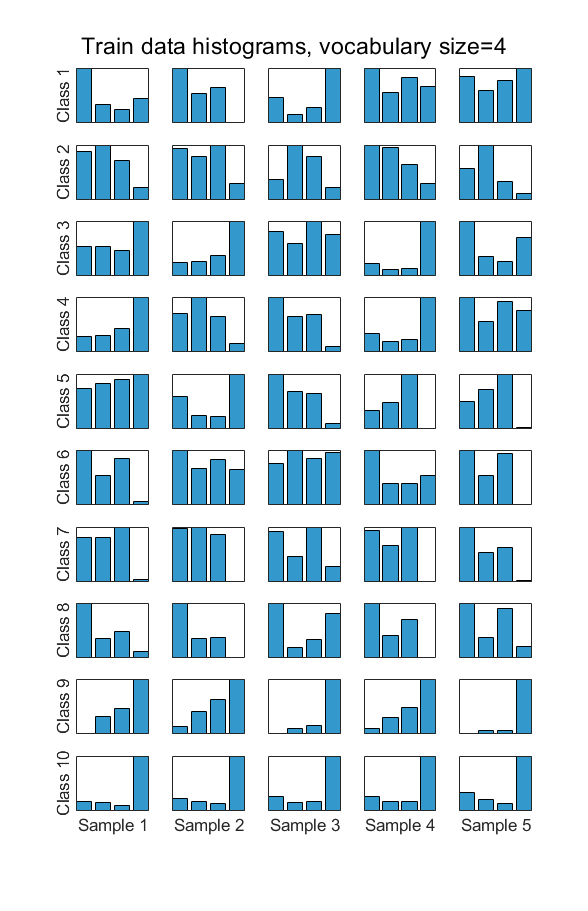 Train data histograms, vocabulary size=4
Class 1
Class 2
Class 3
Class 4
Class 5
Class 6
Class 7
Class 8
Class 9
Class 10
Sample 1
Sample 2
Sample 3
Sample 4
Sample 5